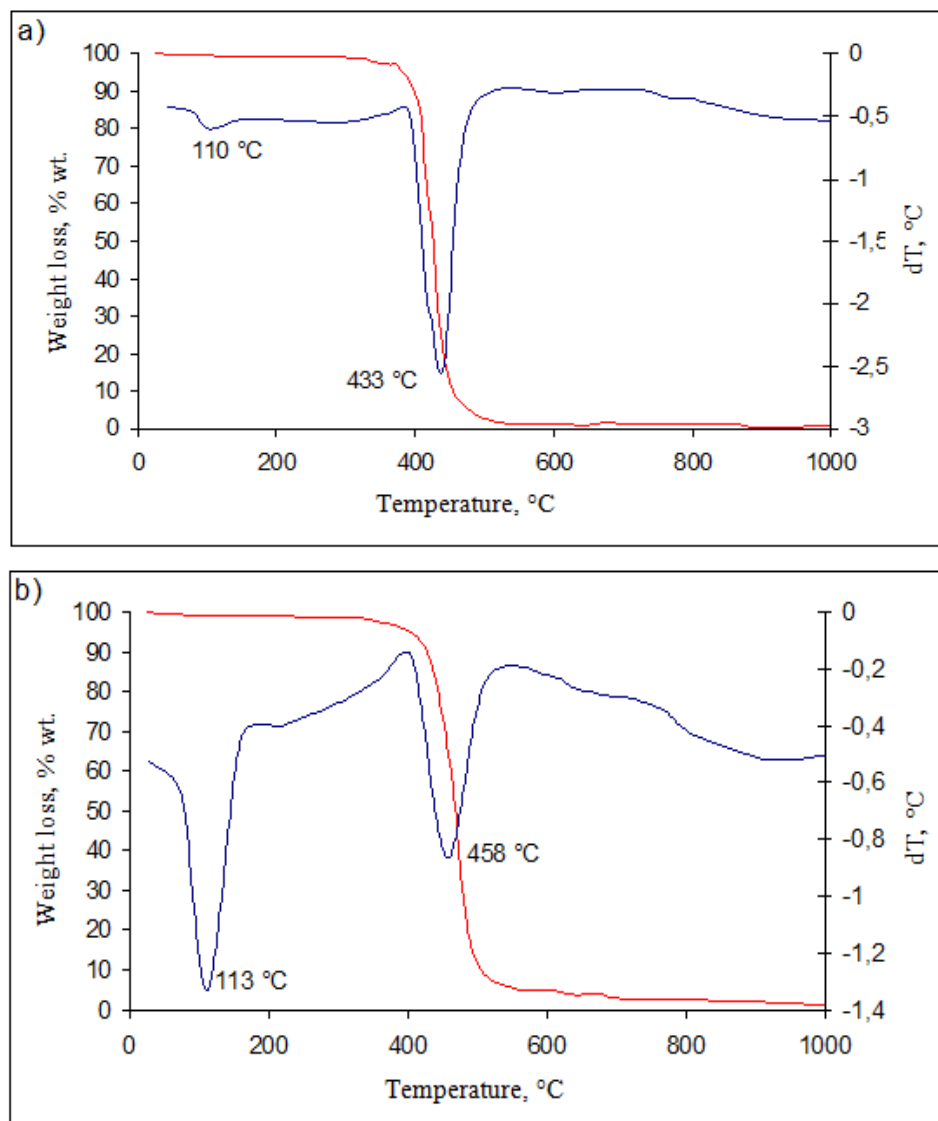 a)
100
90
80
70
60
50
40
30
20
10
0
Weight loss, % wt.
110 °C
433 °C
0
-0,5
-1
-1,5
-2
-2,5
-3
dT, °C
0 200 400 600 800 1000
Temperature, °C
b)
100
90
80
70
60
50
40
30
20
10
0
Weight loss, % wt.
113 °C
458 °C
0
-0,2
-0,4
-0,6
-0,8
-1
-1,2
-1,4
dT, °C
0 200 400 600 800 1000
Temperature, °C